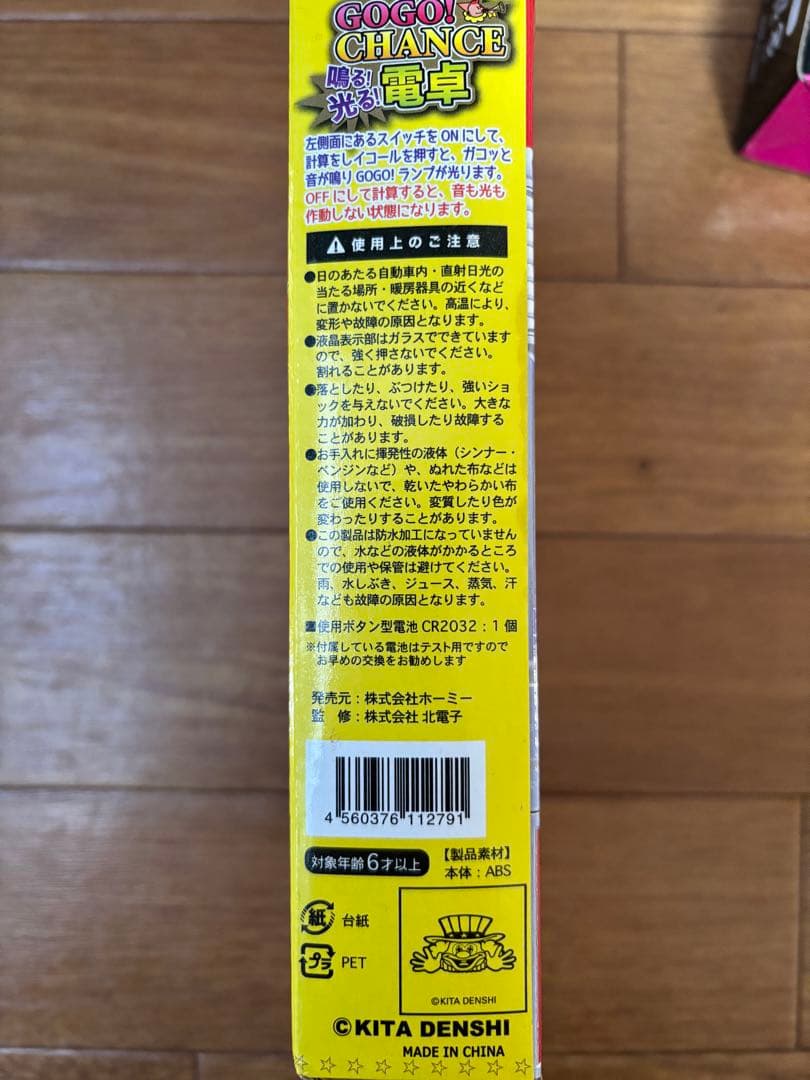 GOGO!
CHANCE
鳴る!
光る!
電卓
左側面にあるスイッチを ON にして、
計算をしイコールを押すと、ガコッと
音が鳴り GOGO! ランプが光ります。
OFF にして計算すると、音も光も
作動しない状態になります。
使用上のご注意
●日のあたる自動車内・直射日光の
当たる場所・暖房器具の近くなど
に置かないでください。高温により、
変形や故障の原因となります。
●液晶表示部はガラスでできています
ので、強く押さないでください。
割れることがあります。
●落としたり、ぶつけたり、強いショ
ックを与えないでください。大きな
力が加わり、破損したり故障する
ことがあります。
●お手入れに揮発性の液体（シンナー・
ベンジンなど）や、ぬれた布などは
使用しないで、乾いたやわらかい布
をご使用ください。変質したり色が
変わったりすることがあります。
●この製品は防水加工になっていません
ので、水などの液体がかかるところ
での使用や保管は避けてください。
雨、水しぶき、ジュース、蒸気、汗
なども故障の原因となります。
■使用ボタン型電池 CR2032：1 個
※付属している電池はテスト用ですので
お早めの交換をお勧めします
発売元：株式会社ホーミー
監　修：株式会社 北電子
4 560376 112791
対象年齢6才以上
【製品素材】
本体：ABS
紙 台紙
プラ PET
©KITA DENSHI
©KITA DENSHI
MADE IN CHINA